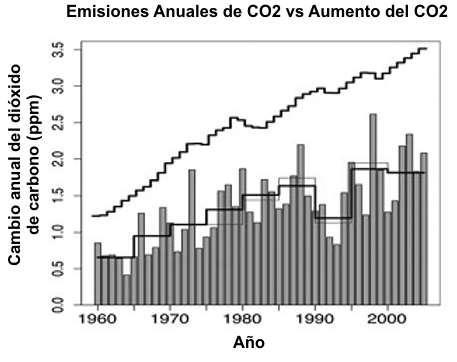 Emisiones Anuales de CO2 vs Aumento del CO2
Cambio anual del dióxido
de carbono (ppm)
3.5
3.0
2.5
2.0
1.5
1.0
0.5
0.0
1960 1970 1980 1990 2000
Año